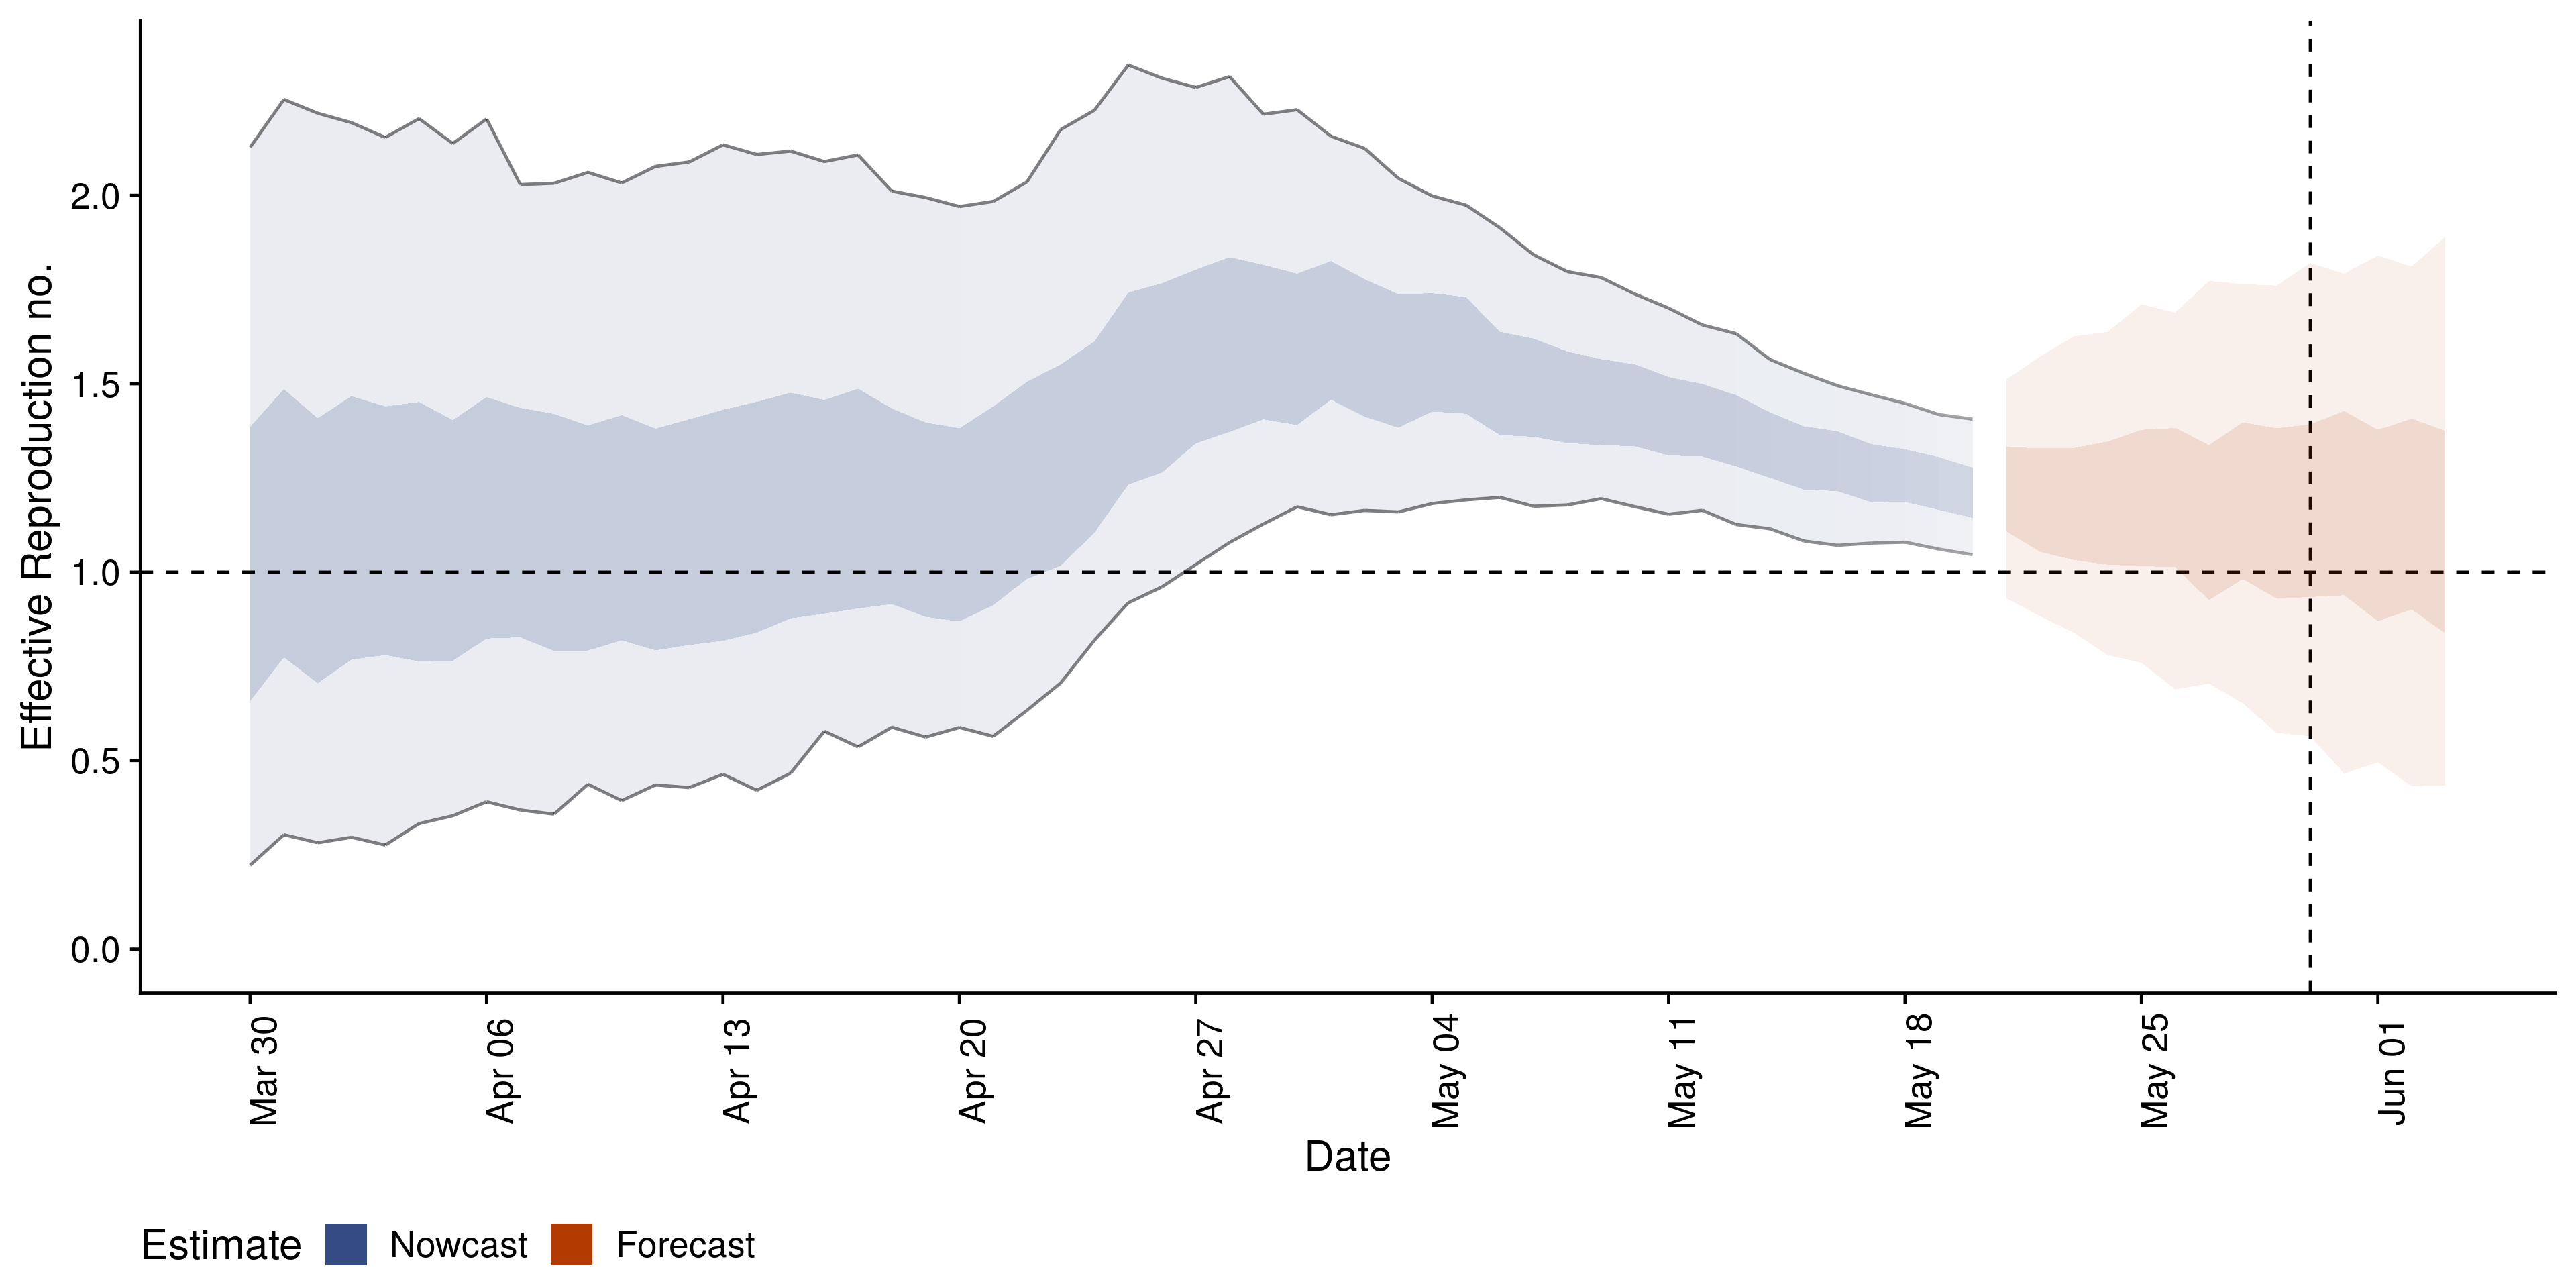 Effective Reproduction no.
2.0
1.5
1.0
0.5
0.0
Mar 30
Apr 06
Apr 13
Apr 20
Apr 27
May 04
May 11
May 18
May 25
Jun 01
Date
Estimate Nowcast Forecast